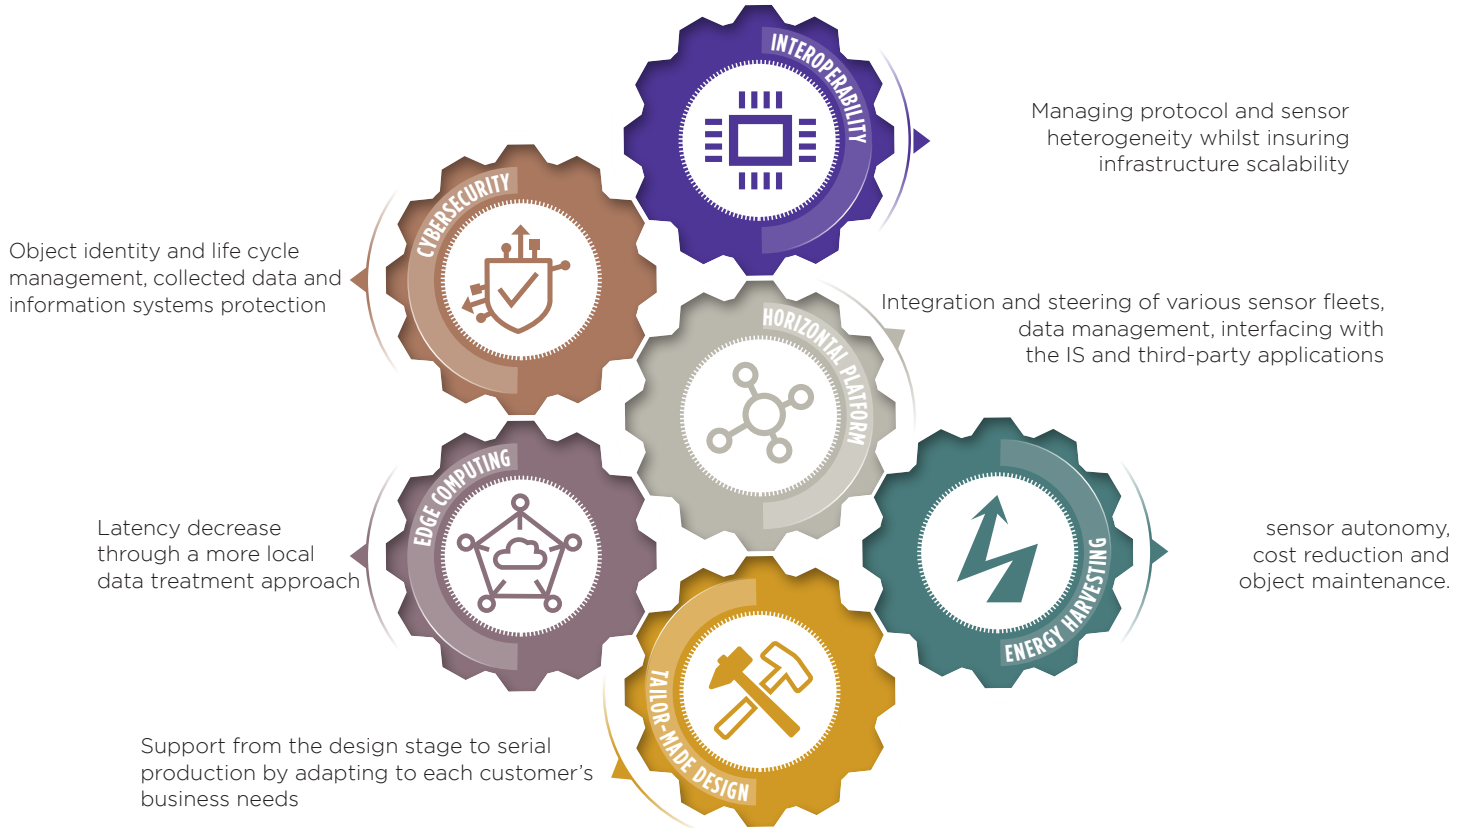 INTEROPERABILITY
Managing protocol and sensor
heterogeneity whilst insuring
infrastructure scalability
CYBERSECURITY
Object identity and life cycle
management, collected data and
information systems protection
HORIZONTAL PLATFORM
Integration and steering of various sensor fleets,
data management, interfacing with
the IS and third-party applications
EDGE COMPUTING
Latency decrease
through a more local
data treatment approach
ENERGY HARVESTING
sensor autonomy,
cost reduction and
object maintenance.
TAILOR-MADE DESIGN
Support from the design stage to serial
production by adapting to each customer’s
business needs